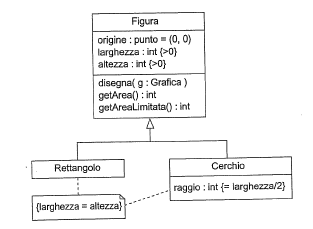 Figura
origine : punto = (0, 0)
larghezza : int {>0}
altezza : int {>0}
disegna( g : Grafica )
getArea() : int
getAreaLimitata() : int
Rettangolo
Cerchio
raggio : int {= larghezza/2}
{larghezza = altezza}